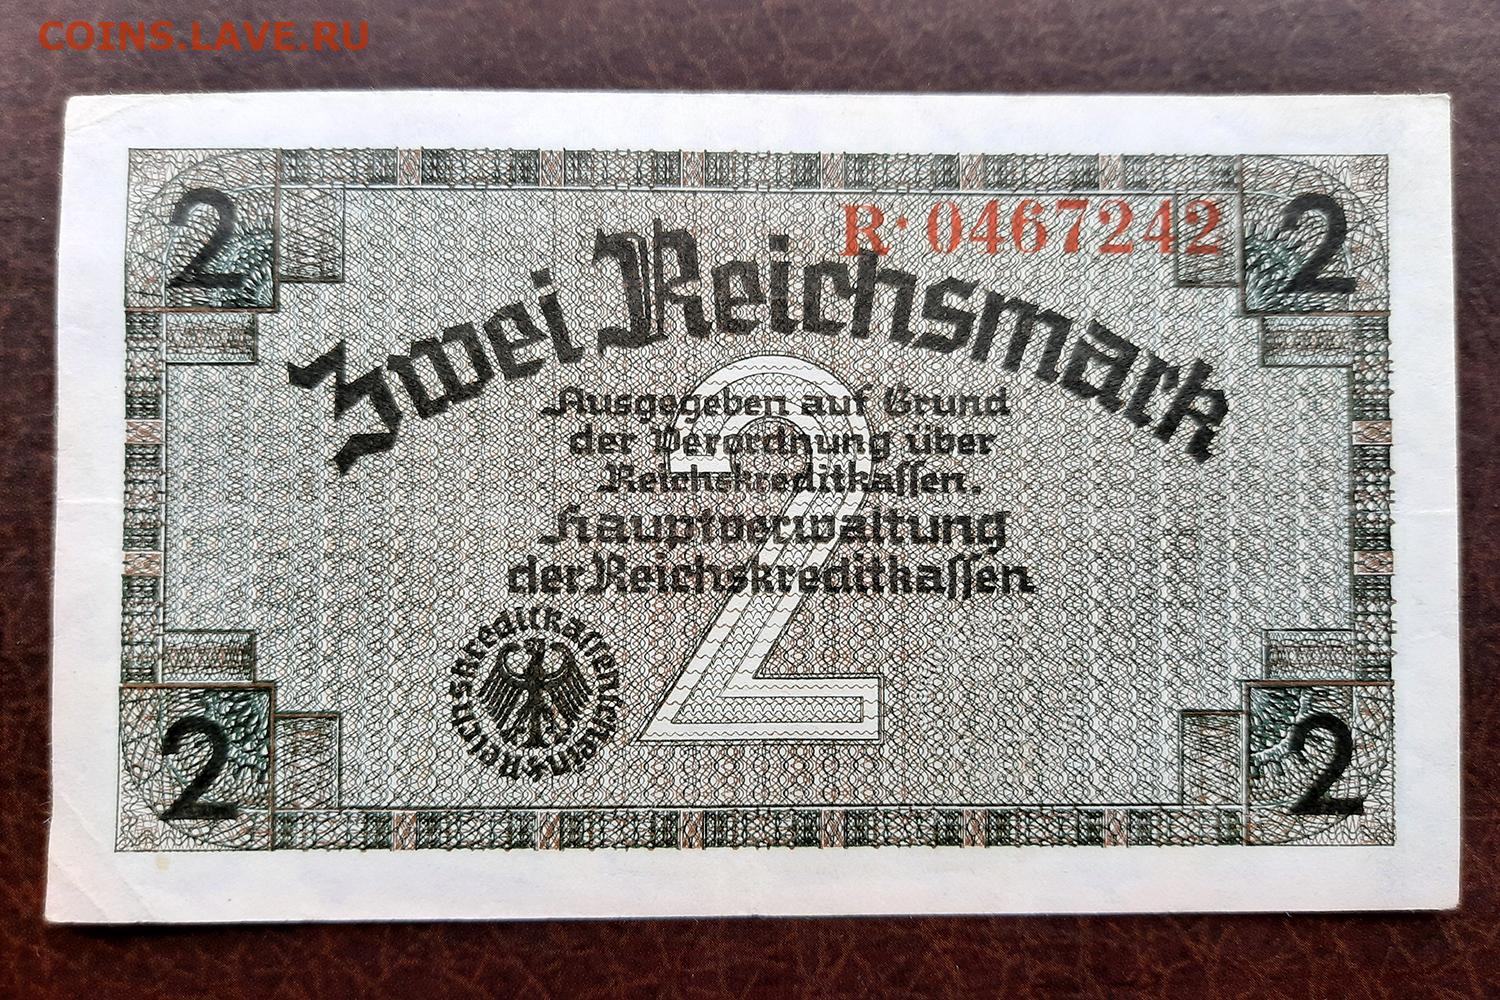 COINS.LAVE.RU
2
R·0467242
2
Zwei Reichsmark
Ausgegeben auf Grund
der Verordnung über
Reichskreditkassen.
Hauptverwaltung
der Reichskreditkassen
2
Reichskreditkassenschein
2
2